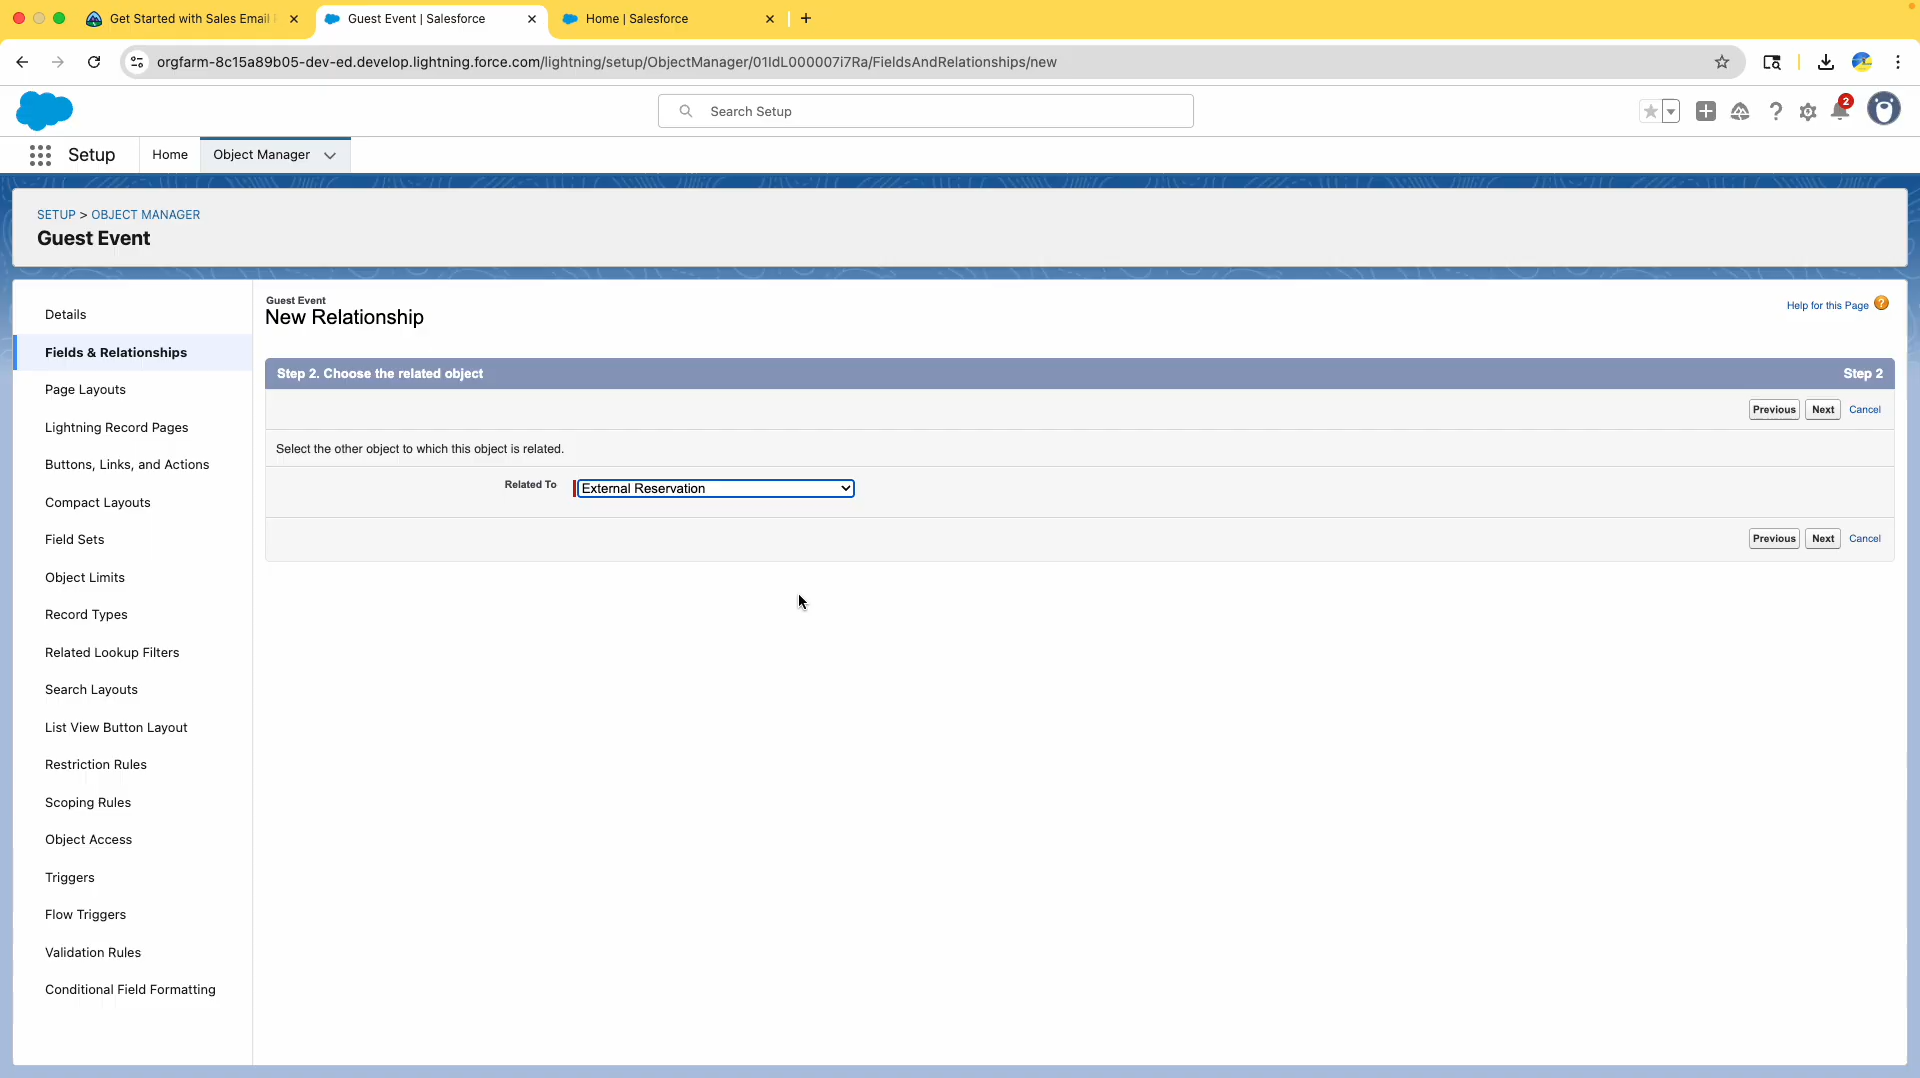 Get Started with Sales Email
Guest Event | Salesforce
Home | Salesforce
orgfarm-8c15a89b05-dev-ed.develop.lightning.force.com/lightning/setup/ObjectManager/01IdL000007i7Ra/FieldsAndRelationships/new
Search Setup
2
Setup
Home
Object Manager
SETUP > OBJECT MANAGER
Guest Event
Details
Fields & Relationships
Page Layouts
Lightning Record Pages
Buttons, Links, and Actions
Compact Layouts
Field Sets
Object Limits
Record Types
Related Lookup Filters
Search Layouts
List View Button Layout
Restriction Rules
Scoping Rules
Object Access
Triggers
Flow Triggers
Validation Rules
Conditional Field Formatting
Guest Event
New Relationship
Help for this Page ?
Step 2. Choose the related object
Step 2
Previous Next Cancel
Select the other object to which this object is related.
Related To
External Reservation
Previous Next Cancel